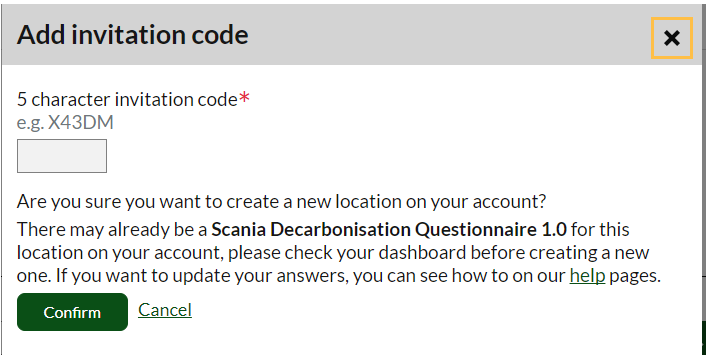 Add invitation code
5 character invitation code*
e.g. X43DM
Are you sure you want to create a new location on your account?
There may already be a Scania Decarbonisation Questionnaire 1.0 for this
location on your account, please check your dashboard before creating a new
one. If you want to update your answers, you can see how to on our help pages.
Confirm Cancel